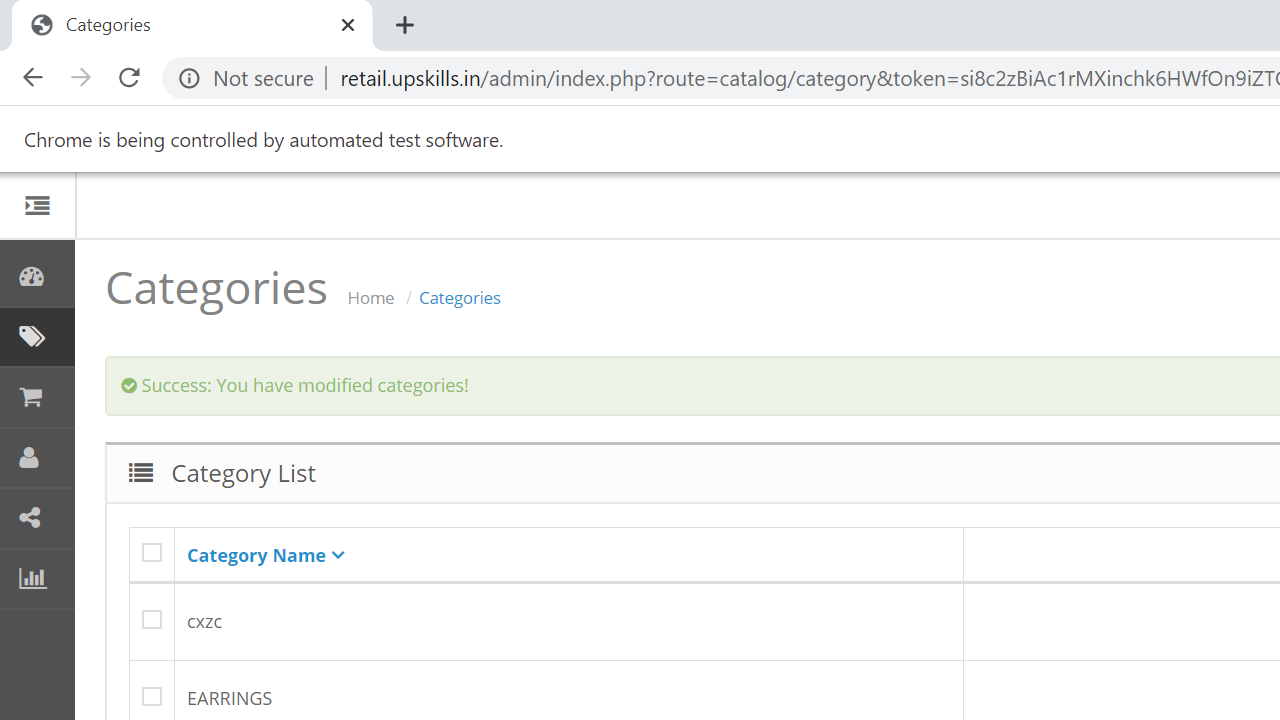 Categories
Not secure | retail.upskills.in/admin/index.php?route=catalog/category&token=si8c2zBiAc1rMXinchk6HWfOn9iZT
Chrome is being controlled by automated test software.
Categories Home / Categories
Success: You have modified categories!
Category List
Category Name
cxzc
EARRINGS